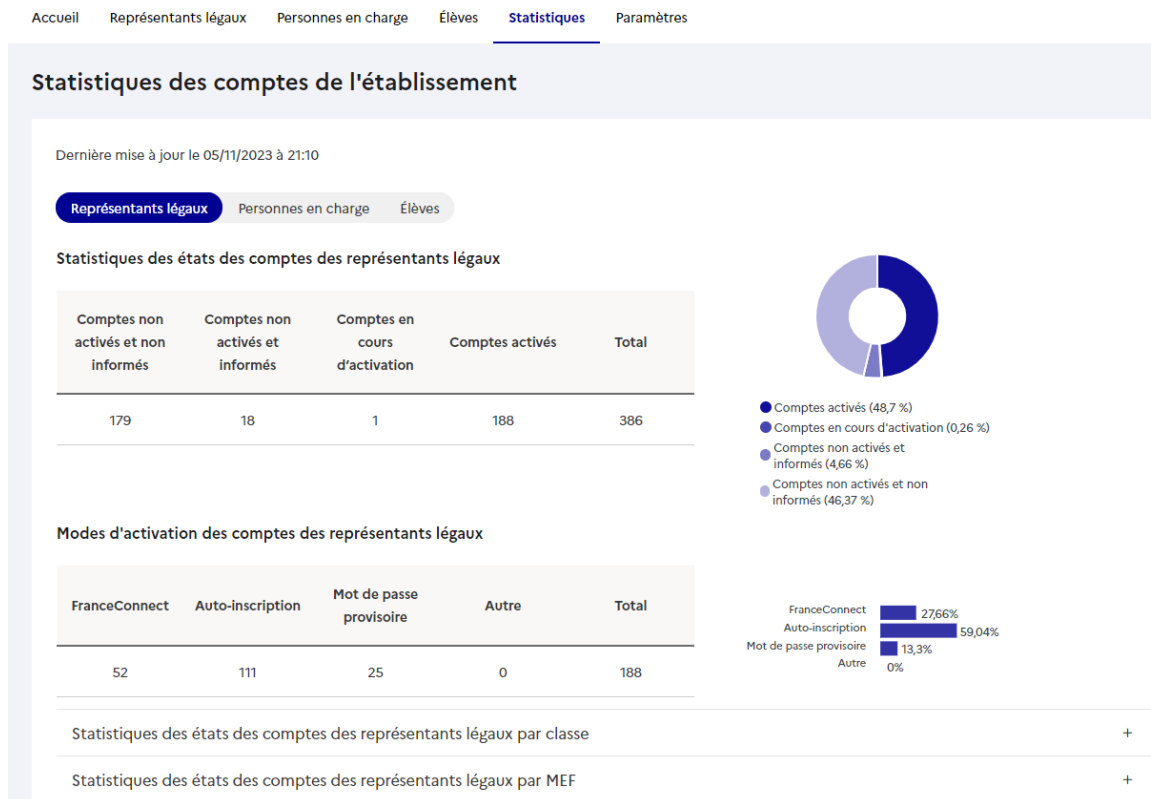 Accueil Représentants légaux Personnes en charge Élèves Statistiques Paramètres
Statistiques des comptes de l'établissement
Dernière mise à jour le 05/11/2023 à 21:10
Représentants légaux Personnes en charge Élèves
Statistiques des états des comptes des représentants légaux
Comptes non activés et non informés Comptes non activés et informés Comptes en cours d'activation Comptes activés Total
179 18 1 188 386
Comptes activés (48,7 %)
Comptes en cours d'activation (0,26 %)
Comptes non activés et
informés (4,66 %)
Comptes non activés et non
informés (46,37 %)
Modes d'activation des comptes des représentants légaux
FranceConnect Auto-inscription Mot de passe provisoire Autre Total
52 111 25 0 188
FranceConnect 27,66%
Auto-inscription 59,04%
Mot de passe provisoire 13,3%
Autre 0%
Statistiques des états des comptes des représentants légaux par classe +
Statistiques des états des comptes des représentants légaux par MEF +